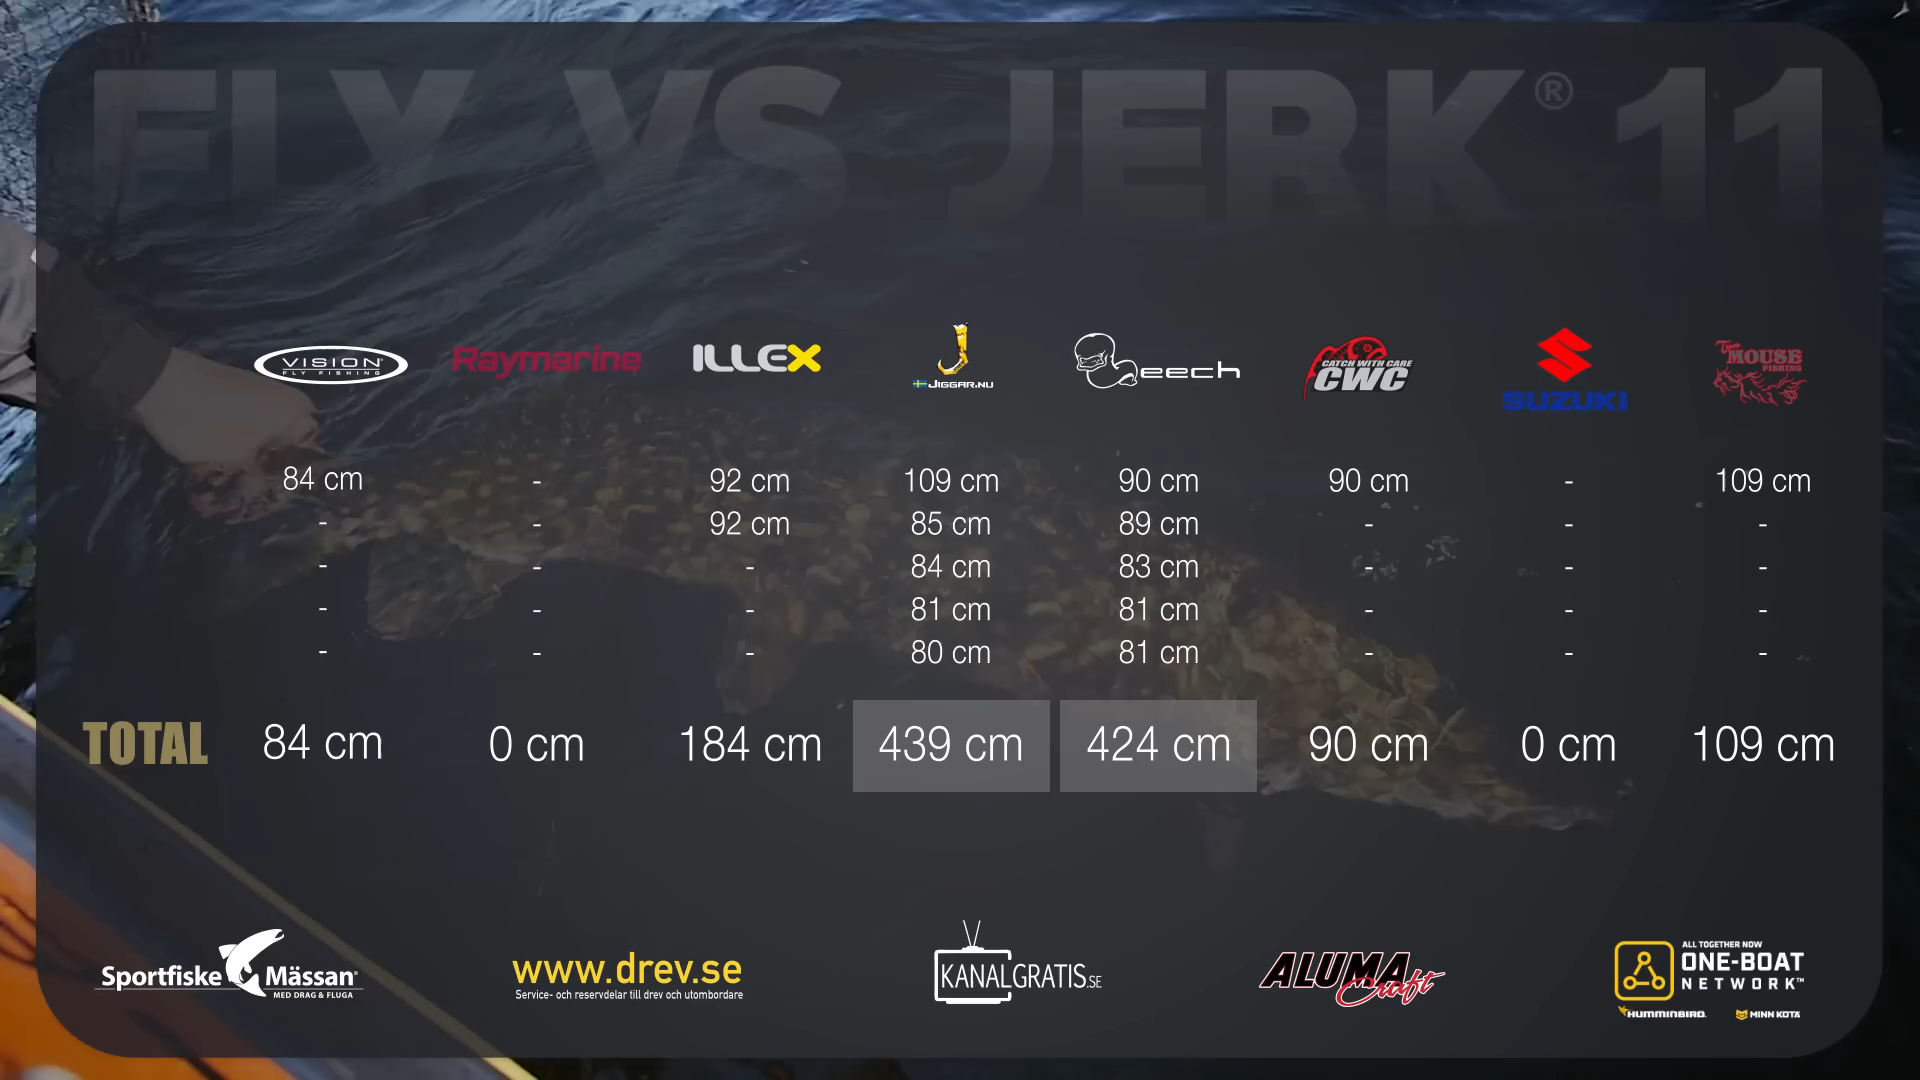 FLY VS JERK® 11
VISION®
FLY FISHING
Raymarine
ILLEX
JIGGAR.NU
Leech
CATCH WITH CARE
CWC
SUZUKI
Team
MOUSE
FISHING
84 cm - 92 cm 109 cm 90 cm 90 cm - 109 cm
- - 92 cm 85 cm 89 cm - - -
- - - 84 cm 83 cm - - -
- - - 81 cm 81 cm - - -
- - - 80 cm 81 cm - - -
TOTAL 84 cm 0 cm 184 cm 439 cm 424 cm 90 cm 0 cm 109 cm
Sportfiske Mässan®
MED DRAG & FLUGA
www.drev.se
Service- och reservdelar till drev och utombordare
KANALGRATIS.SE
ALUMA
Craft
ALL TOGETHER NOW
ONE-BOAT
NETWORK™
HUMMINBIRD.
MINN KOTA